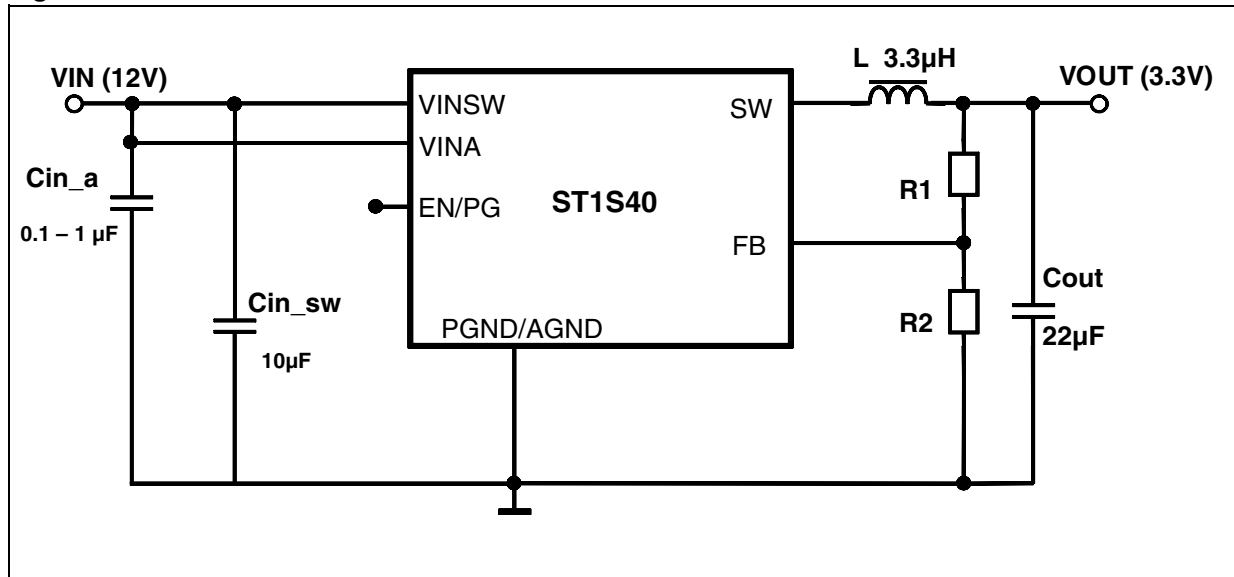 VIN (12V)
L 3.3µH
VOUT (3.3V)
VINSW
SW
VINA
Cin_a
R1
EN/PG
ST1S40
0.1 – 1 µF
FB
Cout
Cin_sw
R2
PGND/AGND
22µF
10µF